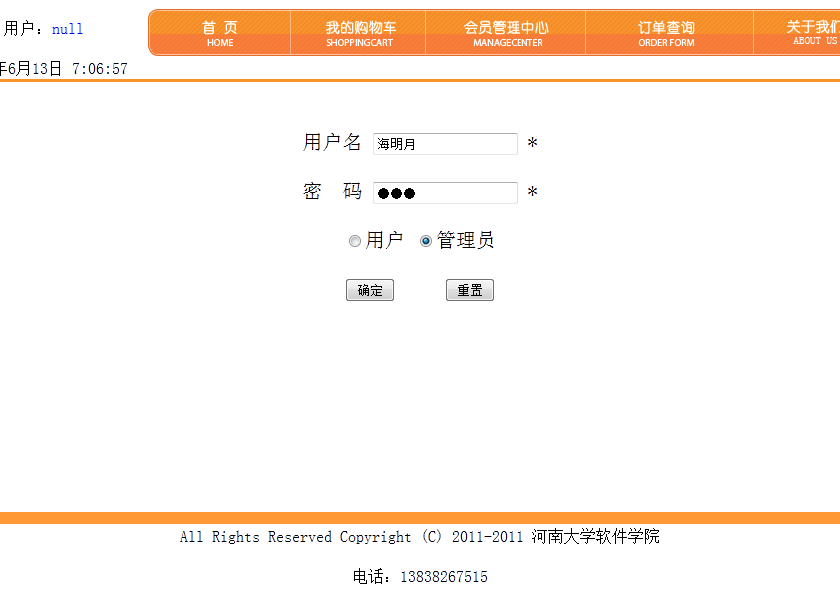 用户：null
首 页 我的购物车 会员管理中心 订单查询 关于我们
HOME SHOPPINGCART MANAGECENTER ORDER FORM ABOUT US
年6月13日 7:06:57
用户名 海明月 *
密 码 ●●● *
用户 管理员
确定 重置
All Rights Reserved Copyright (C) 2011-2011 河南大学软件学院
电话：13838267515